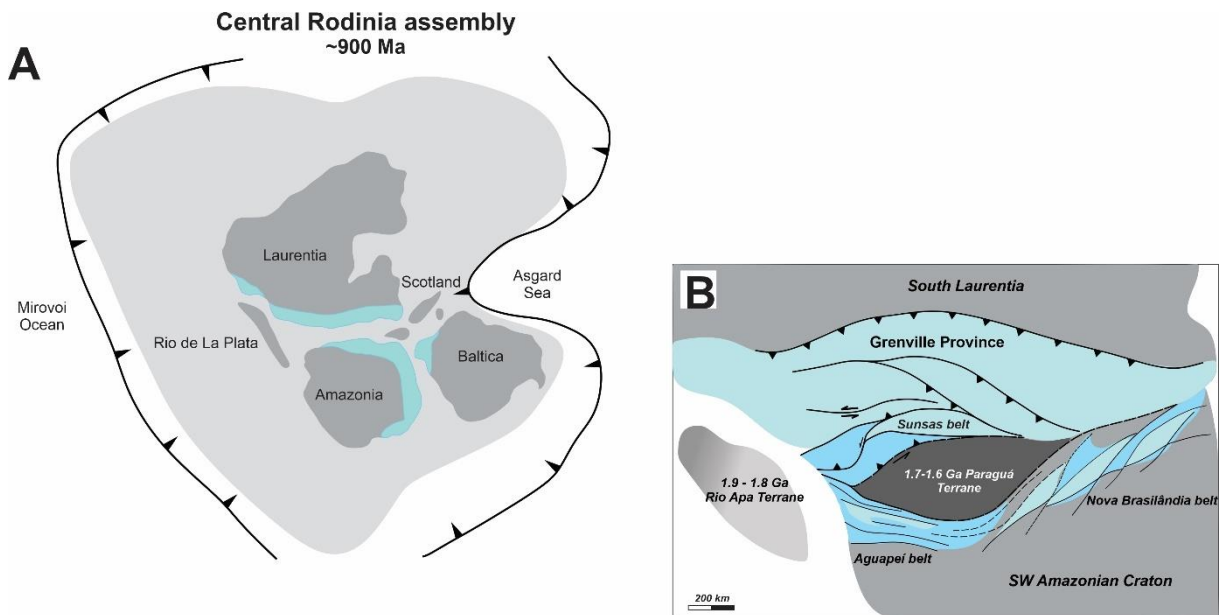 Central Rodinia assembly
~900 Ma
A
Laurentia
Scotland
Asgard
Sea
Mirovoi
Ocean
Rio de La Plata
Baltica
Amazonia
B
South Laurentia
Grenville Province
Sunsas belt
1.9 - 1.8 Ga
Rio Apa Terrane
1.7-1.6 Ga Paraguá
Terrane
Nova Brasilândia belt
Aguapeí belt
SW Amazonian Craton
200 km